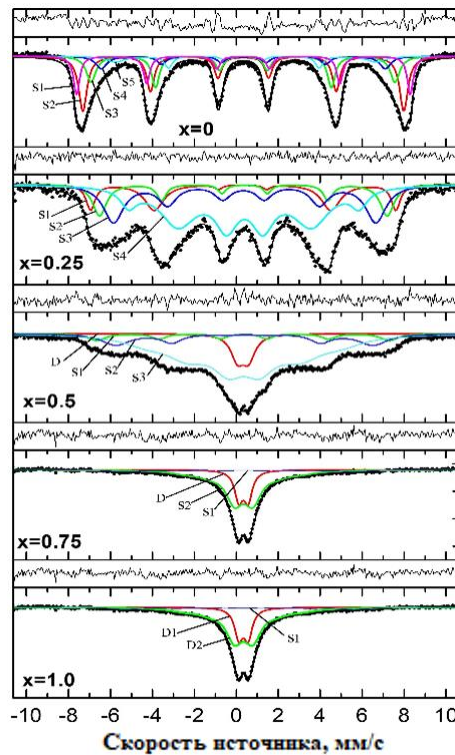 S1
S2
S3
S4
S5
x=0
S1
S2
S3
S4
x=0.25
D
S1
S2
S3
x=0.5
D
S2
S1
x=0.75
D1
D2
S1
x=1.0
-10 -8 -6 -4 -2 0 2 4 6 8 10
Скорость источника, мм/с